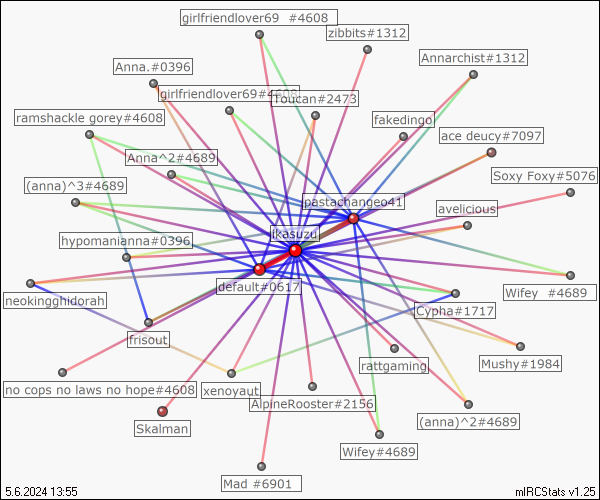 girlfriendlover69  #4608
zibbits#1312
Annarchist#1312
Anna.#0396
girlfriendlover69#4608
Toucan#2473
ramshackle gorey#4608
fakedingo
ace deucy#7097
Anna^2#4689
Soxy Foxy#5076
(anna)^3#4689
pastachangeo41
avelicious
ikasuzu
hypomanianna#0396
default#0617
Wifey  #4689
neokingghidorah
Cypha#1717
frisout
Mushy#1984
rattgaming
no cops no laws no hope#4608
xenoyaut
AlpineRooster#2156
(anna)^2#4689
Skalman
Wifey#4689
Mad #6901
5.6.2024 13:55
mIRCStats v1.25